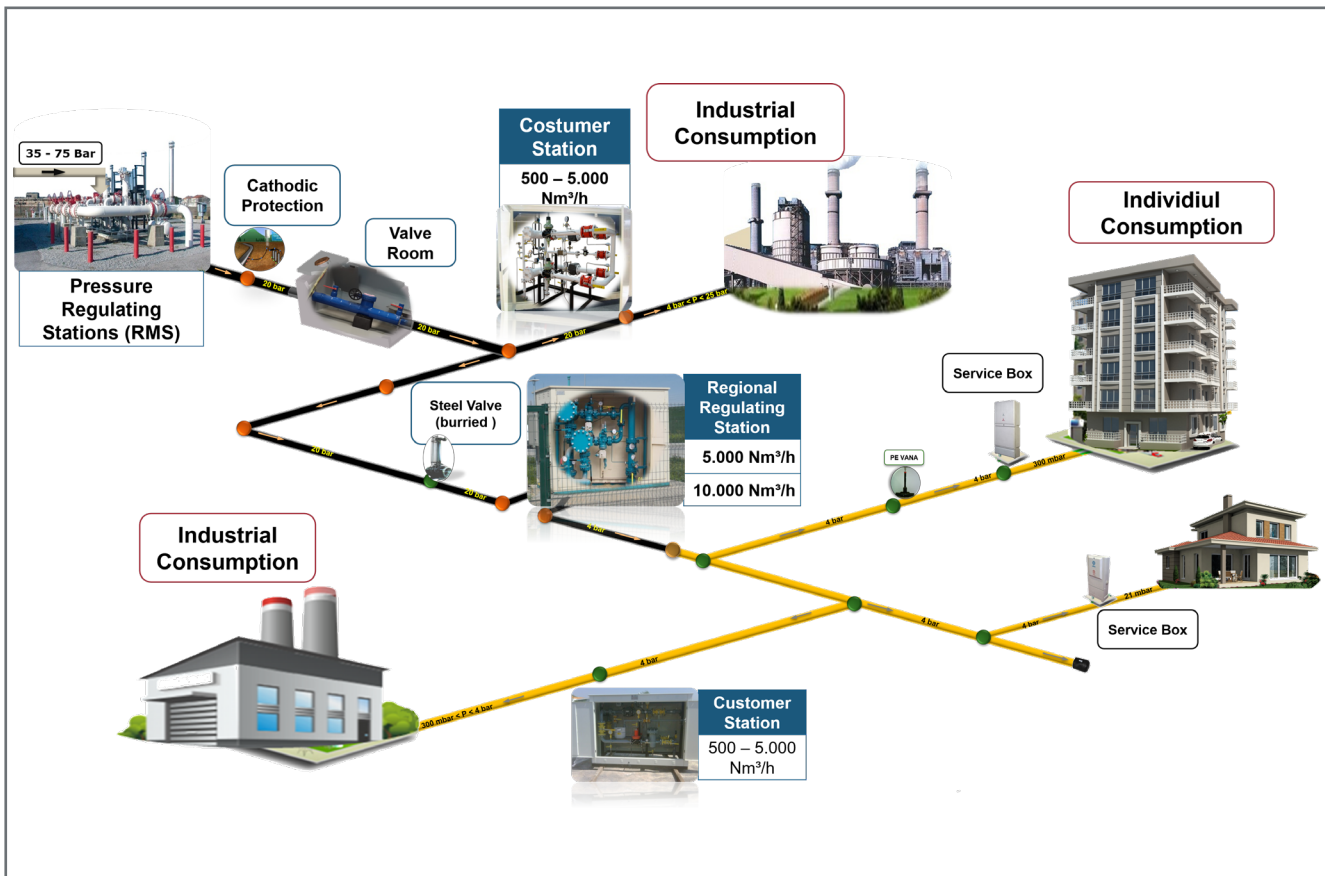 35 - 75 Bar
Pressure
Regulating
Stations (RMS)
Cathodic
Protection
20 bar
Valve
Room
20 bar
Costumer
Station
500 – 5.000
Nm³/h
20 bar
4 bar < P < 25 bar
Industrial
Consumption
Individiul
Consumption
20 bar
Steel Valve
(burried )
20 bar
Regional
Regulating
Station
5.000 Nm³/h
10.000 Nm³/h
4 bar
4 bar
PE VANA
4 bar
Service Box
300 mbar
4 bar
4 bar
21 mbar
Service Box
4 bar
300 mbar < P < 4 bar
Industrial
Consumption
Customer
Station
500 – 5.000
Nm³/h